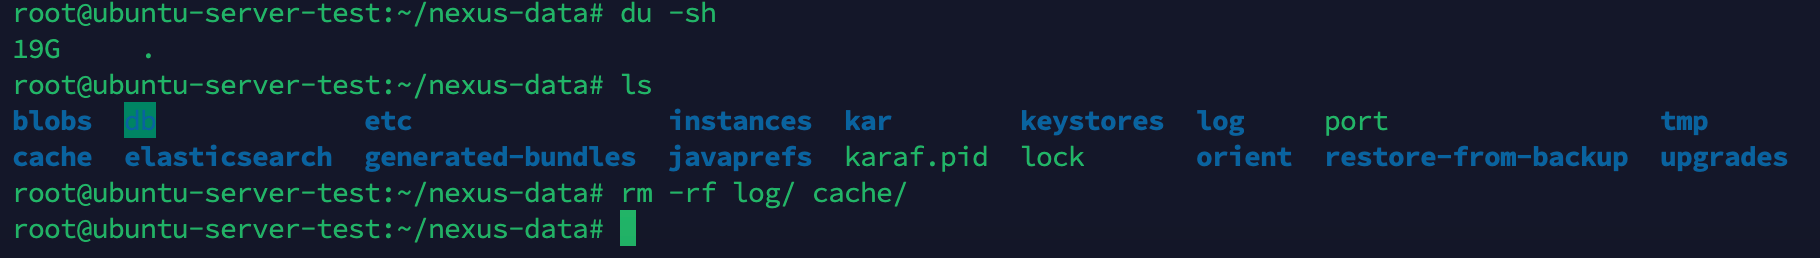 root@ubuntu-server-test:~/nexus-data# du -sh
19G     .
root@ubuntu-server-test:~/nexus-data# ls
blobs  db             etc                instances  kar        keystores  log     port                 tmp
cache  elasticsearch  generated-bundles  javaprefs  karaf.pid  lock       orient  restore-from-backup  upgrades
root@ubuntu-server-test:~/nexus-data# rm -rf log/ cache/
root@ubuntu-server-test:~/nexus-data#